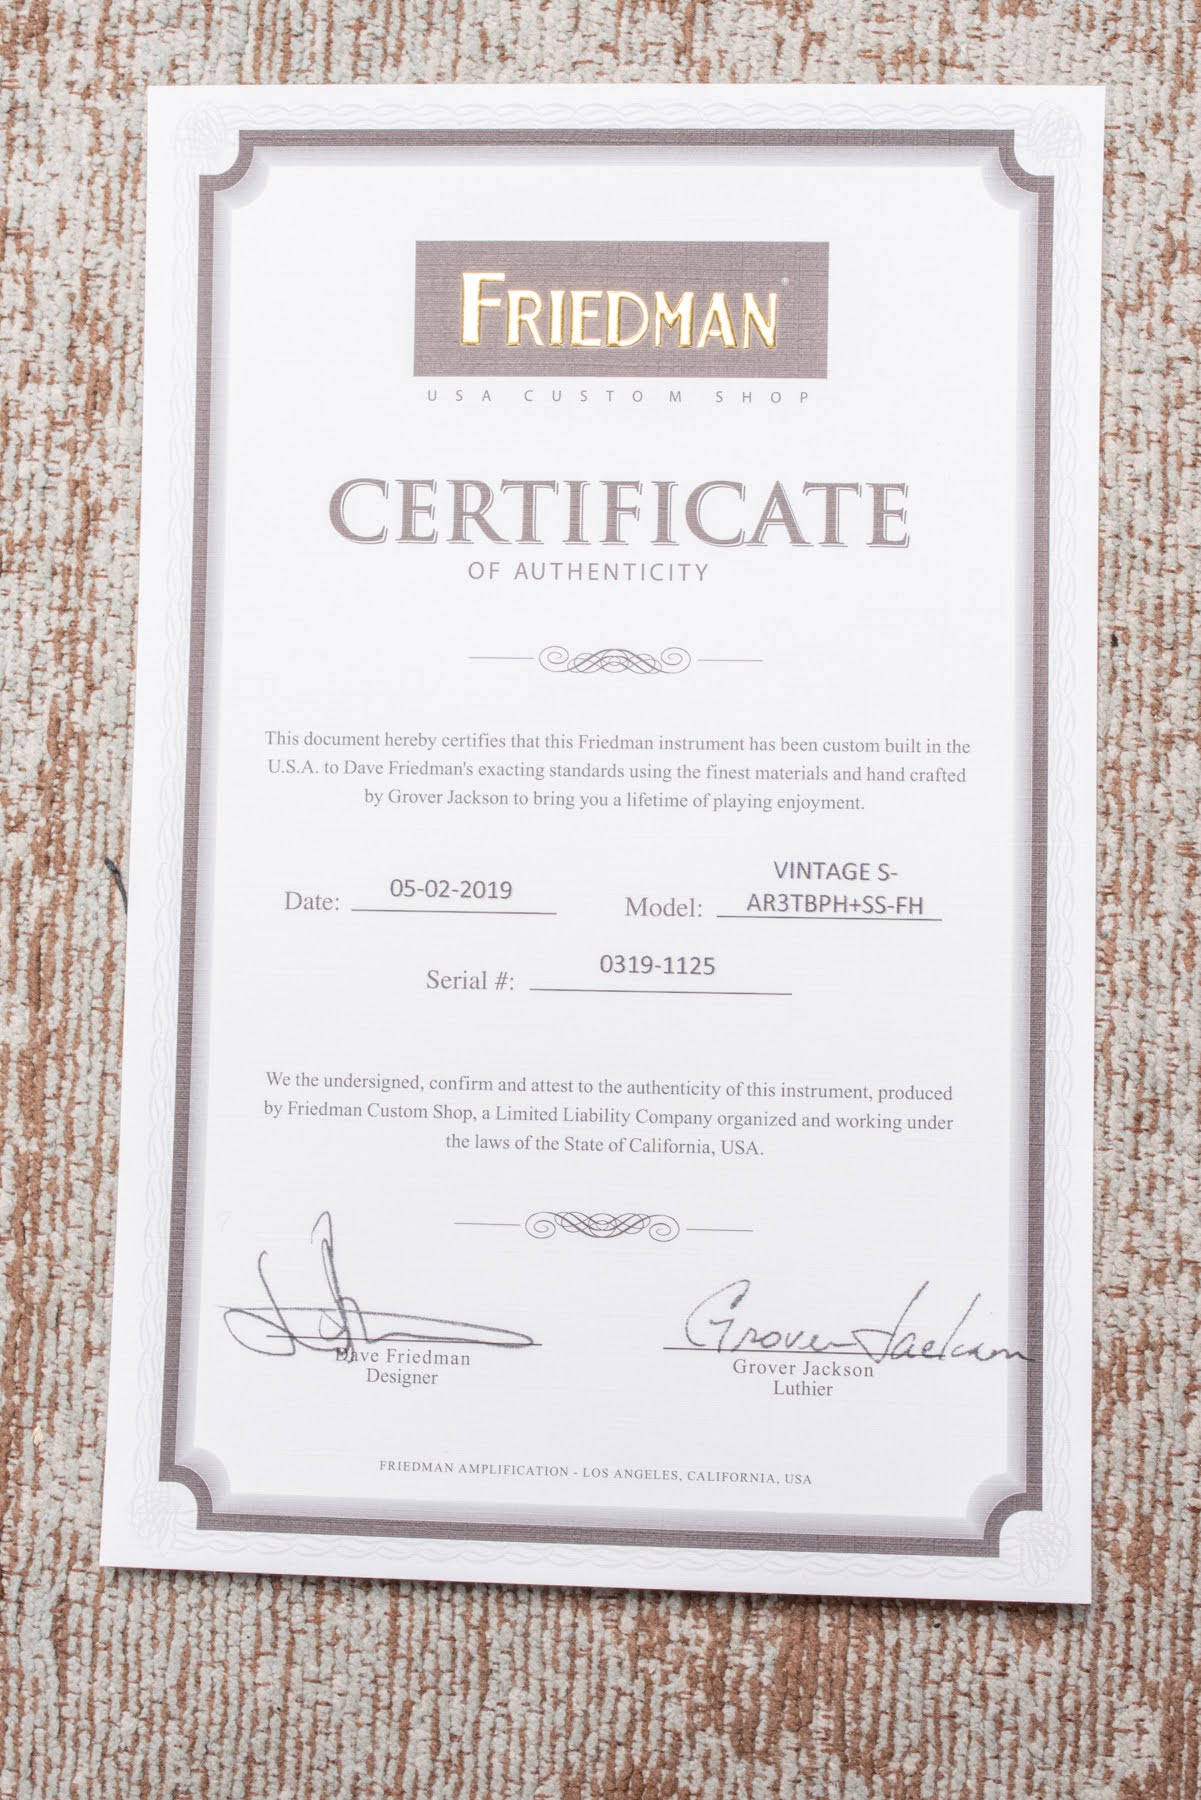 FRIEDMAN®
USA CUSTOM SHOP
CERTIFICATE
OF AUTHENTICITY
This document hereby certifies that this Friedman instrument has been custom built in the
U.S.A. to Dave Friedman's exacting standards using the finest materials and hand crafted
by Grover Jackson to bring you a lifetime of playing enjoyment.
Date: 05-02-2019
Model: VINTAGE S-
AR3TBPH+SS-FH
Serial #: 0319-1125
We the undersigned, confirm and attest to the authenticity of this instrument, produced
by Friedman Custom Shop, a Limited Liability Company organized and working under
the laws of the State of California, USA.
Dave Friedman
Designer
Grover Jackson
Grover Jackson
Luthier
FRIEDMAN AMPLIFICATION - LOS ANGELES, CALIFORNIA, USA